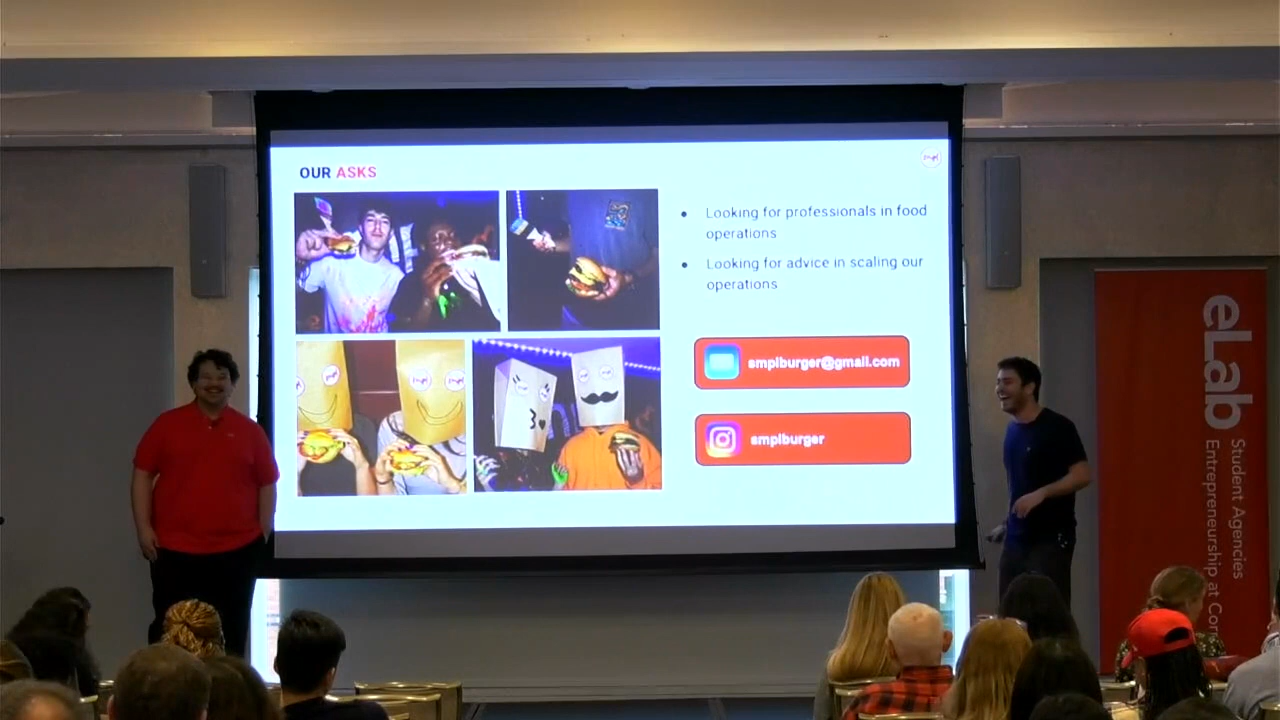 OUR ASKS
Looking for professionals in food
operations
Looking for advice in scaling our
operations
smplburger@gmail.com
smplburger
eLab
Student Agencies
Entrepreneurship at Cor